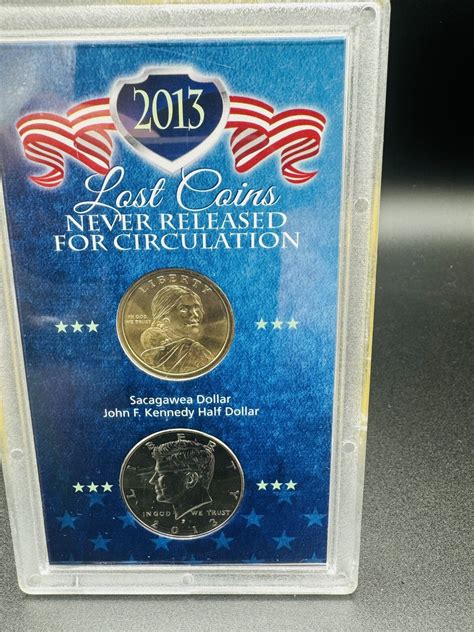 2013
Lost Coins
NEVER RELEASED
FOR CIRCULATION
LIBERTY
IN GOD
WE TRUST
Sacagawea Dollar
John F. Kennedy Half Dollar
LIBERTY
IN GOD WE TRUST
P
2013